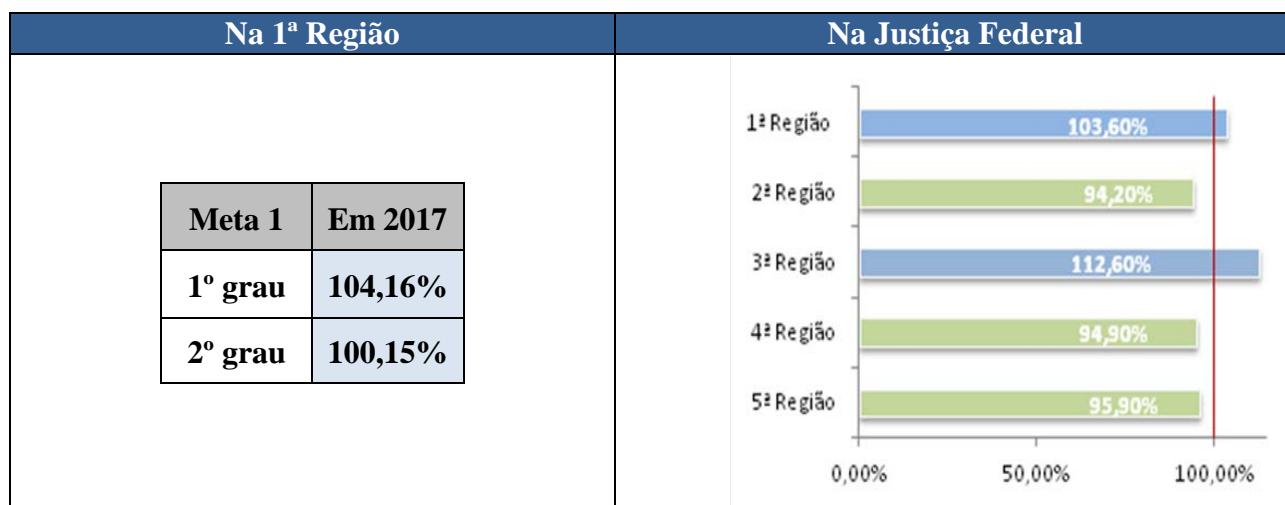 Na 1ª Região
Na Justiça Federal
Meta 1 Em 2017
1º grau 104,16%
2º grau 100,15%
1ª Região 103,60%
2ª Região 94,20%
3ª Região 112,60%
4ª Região 94,90%
5ª Região 95,90%
0,00% 50,00% 100,00%